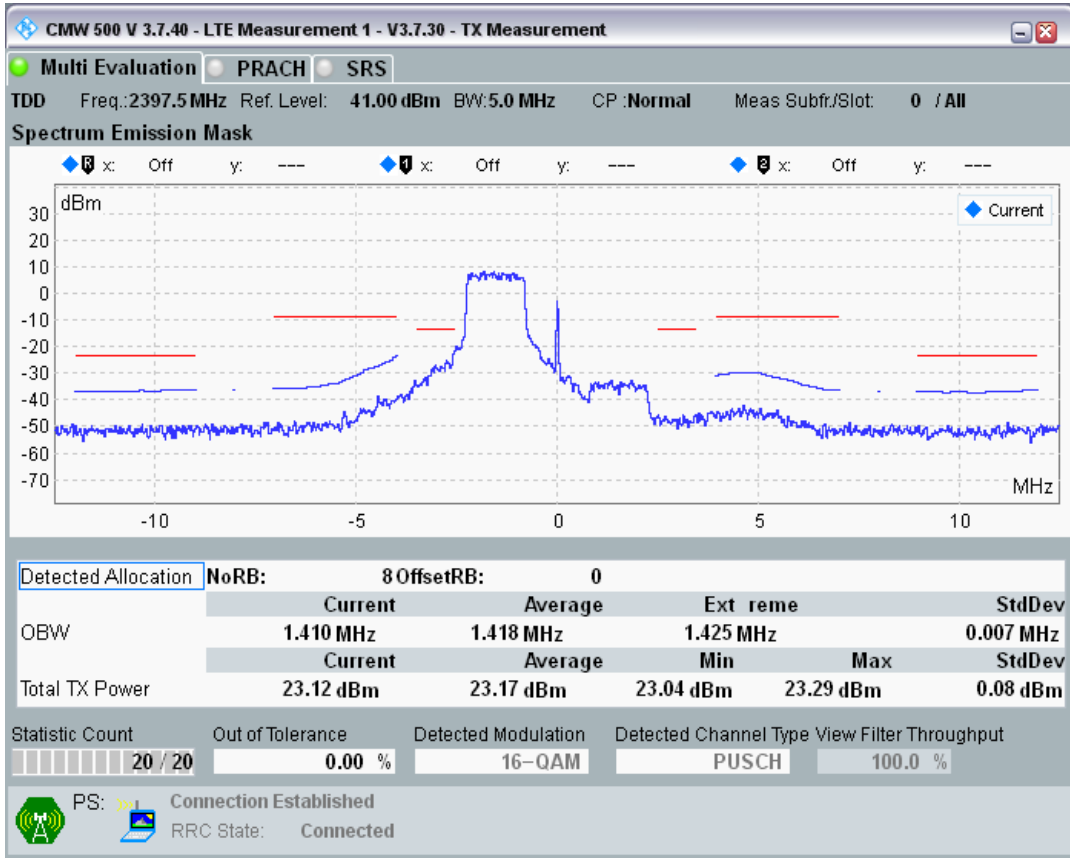 CMW 500 V 3.7.40 - LTE Measurement 1 - V3.7.30 - TX Measurement
Multi Evaluation PRACH SRS
TDD Freq.:2397.5 MHz Ref. Level: 41.00 dBm BW:5.0 MHz CP :Normal Meas Subfr./Slot: 0 / All
Spectrum Emission Mask
R x: Off y: --- 1 x: Off y: --- 2 x: Off y: ---
dBm
Current
30
20
10
0
-10
-20
-30
-40
-50
-60
-70
MHz
-10 -5 0 5 10
Detected Allocation NoRB: 8 OffsetRB: 0
Current Average Ext reme StdDev
OBW 1.410 MHz 1.418 MHz 1.425 MHz 0.007 MHz
Current Average Min Max StdDev
Total TX Power 23.12 dBm 23.17 dBm 23.04 dBm 23.29 dBm 0.08 dBm
Statistic Count Out of Tolerance Detected Modulation Detected Channel Type View Filter Throughput
20 / 20 0.00 % 16-QAM PUSCH 100.0 %
PS: Connection Established
RRC State: Connected